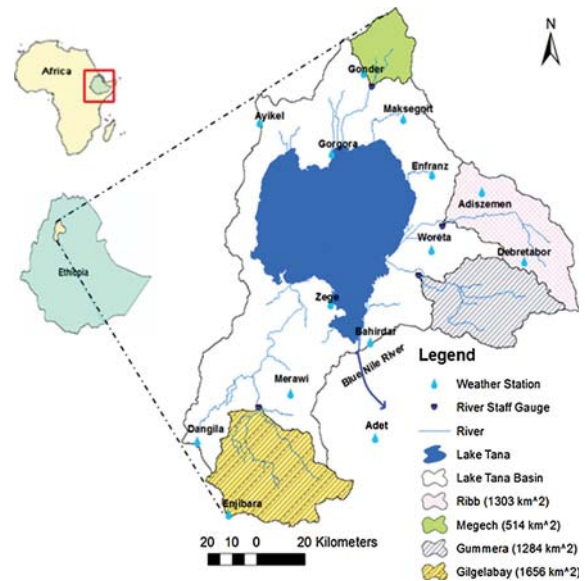 Africa
N
Gonder
Ayikel
Maksegnit
Gorgora
Enfranz
Adiszemen
Woreta
Debretabor
Ethiopia
Zege
Bahirdar
Blue Nile River
Merawi
Dangila
Adet
Enjibara
20 10 0 20 Kilometers
Legend
Weather Station
River Staff Gauge
River
Lake Tana
Lake Tana Basin
Ribb (1303 km^2)
Megech (514 km^2)
Gummera (1284 km^2)
Gilgelabay (1656 km^2)